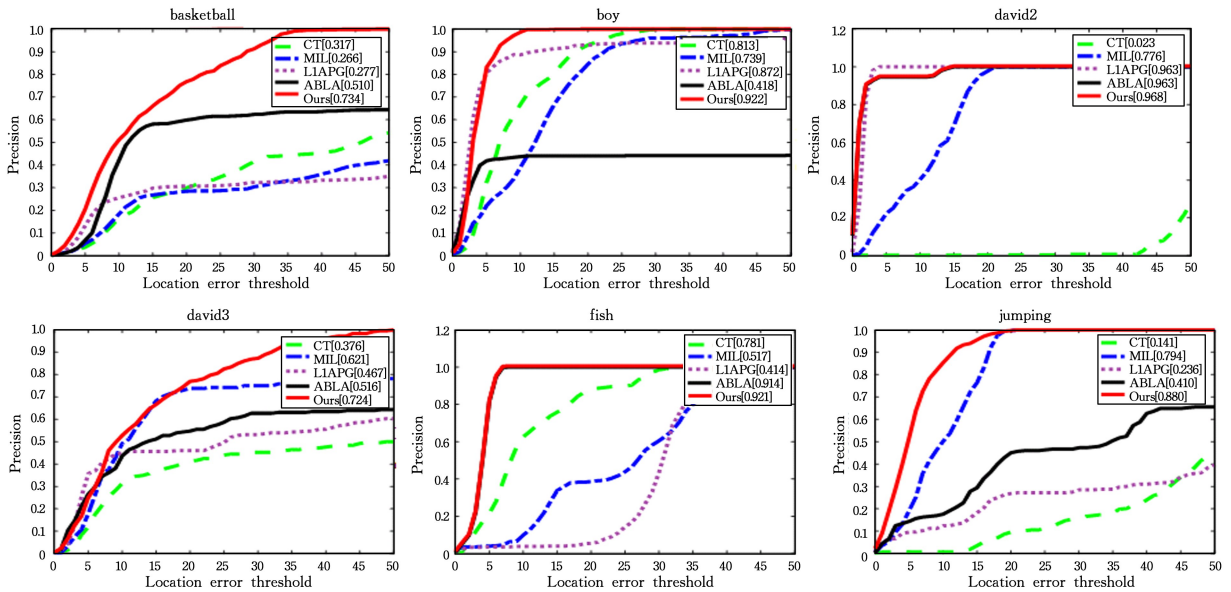 basketball
Precision
1.0
0.9
0.8
0.7
0.6
0.5
0.4
0.3
0.2
0.1
0
CT[0.317]
MIL[0.266]
L1APG[0.277]
ABLA[0.510]
Ours[0.734]
0 5 10 15 20 25 30 35 40 45 50
Location error threshold
boy
Precision
1.0
0.9
0.8
0.7
0.6
0.5
0.4
0.3
0.2
0.1
0
CT[0.813]
MIL[0.739]
L1APG[0.872]
ABLA[0.418]
Ours[0.922]
0 5 10 15 20 25 30 35 40 45 50
Location error threshold
david2
Precision
1.2
1.0
0.8
0.6
0.4
0.2
0
CT[0.023
MIL[0.776]
L1APG[0.963]
ABLA[0.963]
Ours[0.968]
0 5 10 15 20 25 30 35 40 45 50
Location error threshold
david3
Precision
1.0
0.9
0.8
0.7
0.6
0.5
0.4
0.3
0.2
0.1
0
CT[0.376]
MIL[0.621]
L1APG[0.467]
ABLA[0.516]
Ours[0.724]
0 5 10 15 20 25 30 35 40 45 50
Location error threshold
fish
Precision
1.2
1.0
0.8
0.6
0.4
0.2
0
CT[0.781]
MIL[0.517]
L1APG[0.414]
ABLA[0.914]
Ours[0.921]
0 5 10 15 20 25 30 35 40 45 50
Location error threshold
jumping
Precision
1.0
0.9
0.8
0.7
0.6
0.5
0.4
0.3
0.2
0.1
0
CT[0.141]
MIL[0.794]
L1APG[0.236]
ABLA[0.410]
Ours[0.880]
0 5 10 15 20 25 30 35 40 45 50
Location error threshold